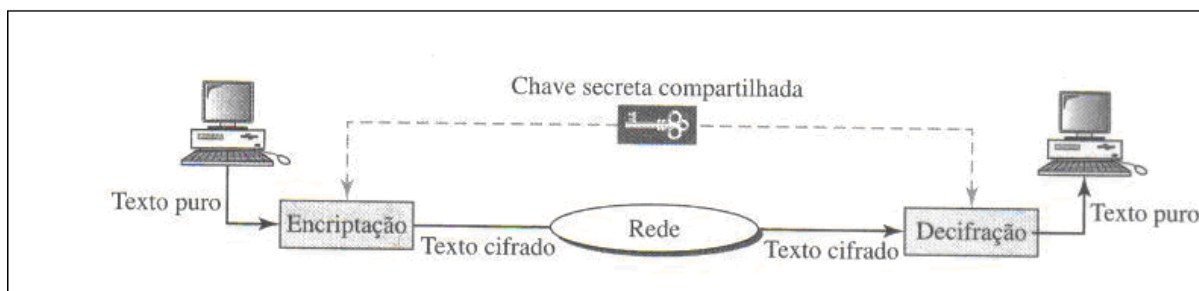 Chave secreta compartilhada
Texto puro
Encriptação
Texto cifrado
Rede
Texto cifrado
Decifração
Texto puro